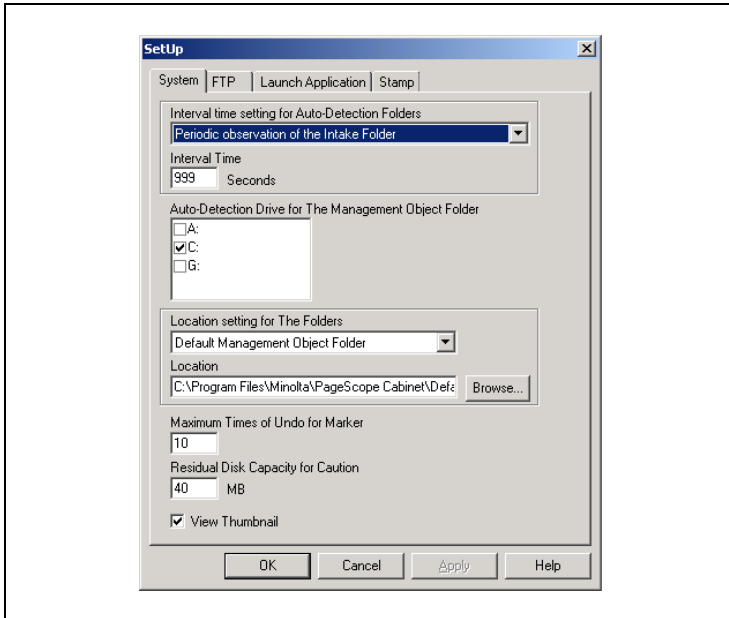 SetUp
System FTP Launch Application Stamp
Interval time setting for Auto-Detection Folders
Periodic observation of the Intake Folder
Interval Time
999 Seconds
Auto-Detection Drive for The Management Object Folder
A:
C:
G:
Location setting for The Folders
Default Management Object Folder
Location
C:\Program Files\Minolta\PageScope Cabinet\Defa Browse...
Maximum Times of Undo for Marker
10
Residual Disk Capacity for Caution
40 MB
View Thumbnail
OK Cancel Apply Help